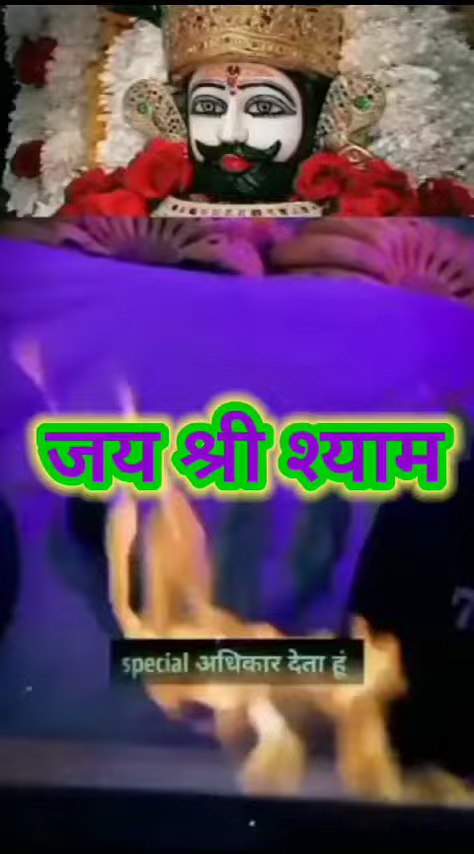 जय श्री श्याम
special अधिकार देता हूं